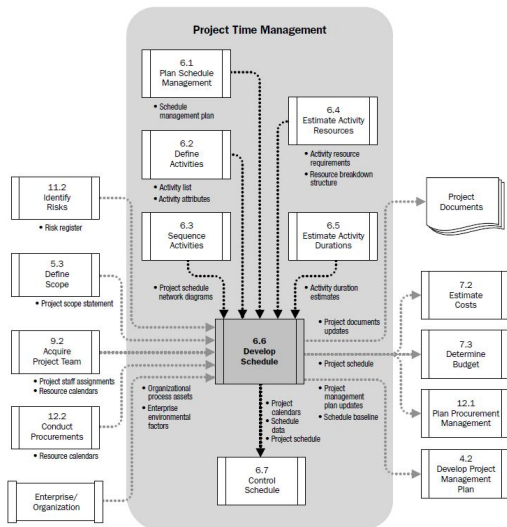 Project Time Management
6.1
Plan Schedule
Management
• Schedule
management plan
6.2
Define
Activities
• Activity list
• Activity attributes
6.3
Sequence
Activities
• Project schedule
network diagrams
6.4
Estimate Activity
Resources
• Activity resource
requirements
• Resource breakdown
structure
6.5
Estimate Activity
Durations
• Activity duration
estimates
11.2
Identify
Risks
• Risk register
5.3
Define
Scope
• Project scope statement
9.2
Acquire
Project Team
• Project staff assignments
• Resource calendars
12.2
Conduct
Procurements
• Resource calendars
Enterprise/
Organization
• Organizational
process assets
• Enterprise
environmental
factors
6.6
Develop
Schedule
• Project documents
updates
• Project schedule
• Project
management
plan updates
• Schedule baseline
• Project
calendars
• Schedule
data
• Project schedule
6.7
Control
Schedule
Project
Documents
7.2
Estimate
Costs
7.3
Determine
Budget
12.1
Plan Procurement
Management
4.2
Develop Project
Management
Plan